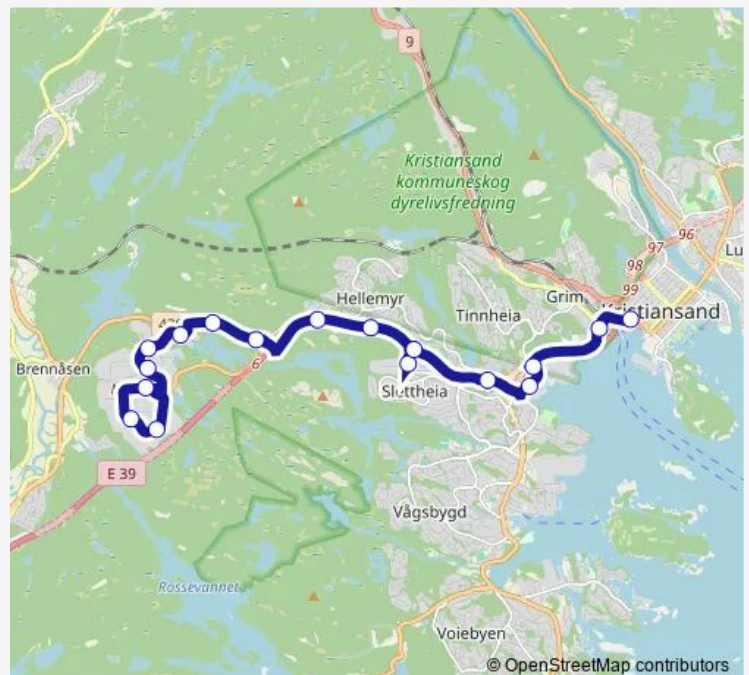 9
Kristiansand
kommuneskog
dyrelivsfredning
96
97
Lu
98
99
Hellemyr
Grim
Tinnheia
Kristiansand
Brennåsen
6
Slettheia
E 39
Vågsbygd
Rossevannet
Voiebyen
© OpenStreetMap contributors